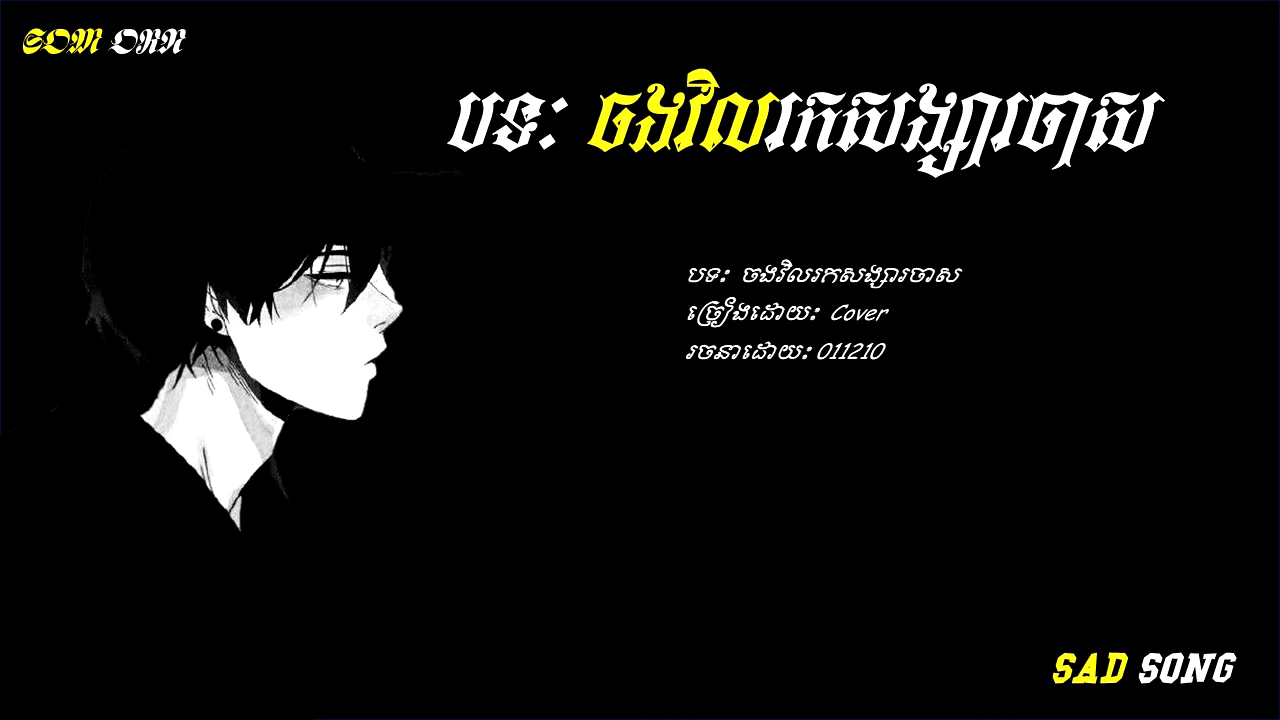 SOM ORN
បទ: ចងវិលរកសង្សារចាស
បទ: ចងវិលរកសង្សារចាស
ច្រៀងដោយ: Cover
រចនាដោយ: 011210
SAD SONG